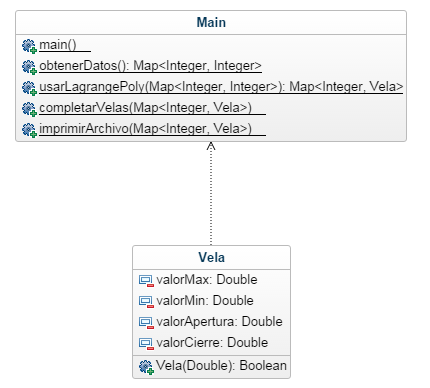 Main
main()
obtenerDatos(): Map<Integer, Integer>
usarLagrangePoly(Map<Integer, Integer>): Map<Integer, Vela>
completarVelas(Map<Integer, Vela>)
imprimirArchivo(Map<Integer, Vela>)
Vela
valorMax: Double
valorMin: Double
valorApertura: Double
valorCierre: Double
Vela(Double): Boolean